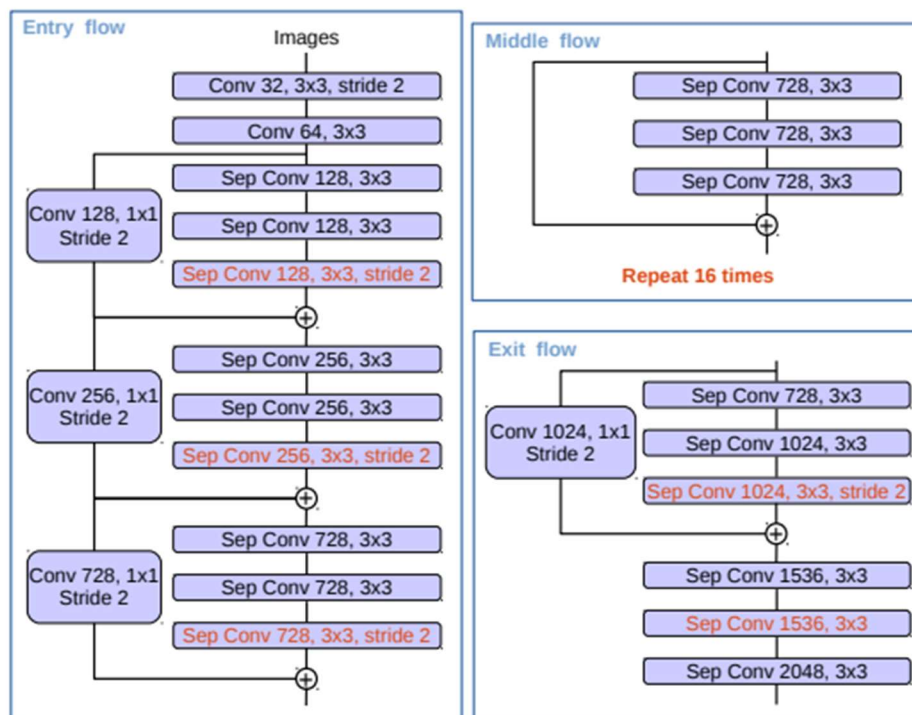 Entry flow
Images
Conv 32, 3x3, stride 2
Conv 64, 3x3
Sep Conv 128, 3x3
Conv 128, 1x1
Stride 2
Sep Conv 128, 3x3
Sep Conv 128, 3x3, stride 2
Sep Conv 256, 3x3
Conv 256, 1x1
Stride 2
Sep Conv 256, 3x3
Sep Conv 256, 3x3, stride 2
Sep Conv 728, 3x3
Conv 728, 1x1
Stride 2
Sep Conv 728, 3x3
Sep Conv 728, 3x3, stride 2
Middle flow
Sep Conv 728, 3x3
Sep Conv 728, 3x3
Sep Conv 728, 3x3
Repeat 16 times
Exit flow
Sep Conv 728, 3x3
Conv 1024, 1x1
Stride 2
Sep Conv 1024, 3x3
Sep Conv 1024, 3x3, stride 2
Sep Conv 1536, 3x3
Sep Conv 1536, 3x3
Sep Conv 2048, 3x3